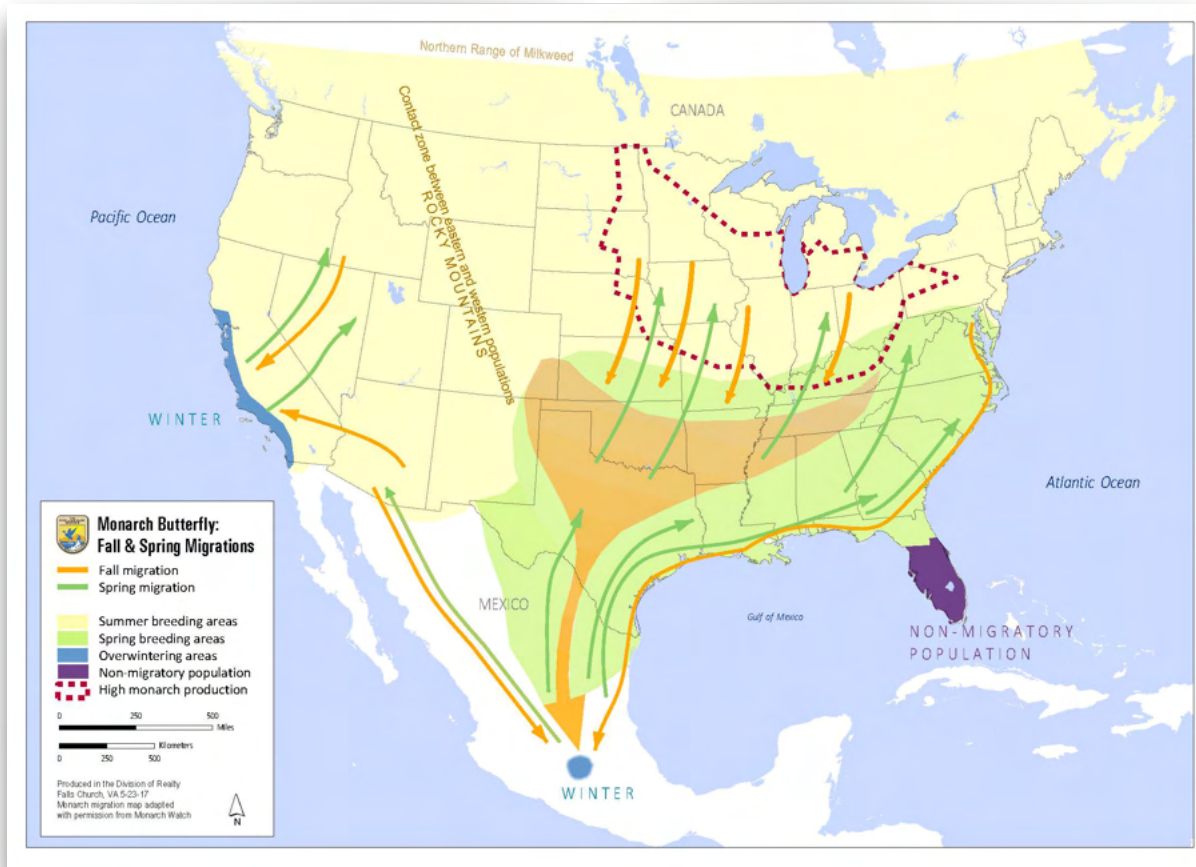 Northern Range of Milkweed
CANADA
Contact zone between eastern and western populations
ROCKY MOUNTAINS
Pacific Ocean
WINTER
Atlantic Ocean
MEXICO
Gulf of Mexico
NON-MIGRATORY
POPULATION
WINTER
Monarch Butterfly:
Fall & Spring Migrations
Fall migration
Spring migration
Summer breeding areas
Spring breeding areas
Overwintering areas
Non-migratory population
High monarch production
0 250 500
Miles
Kilometers
0 250 500
Produced in the Division of Realty
Falls Church, VA 5-23-17
Monarch migration map adapted
with permission from Monarch Watch
N